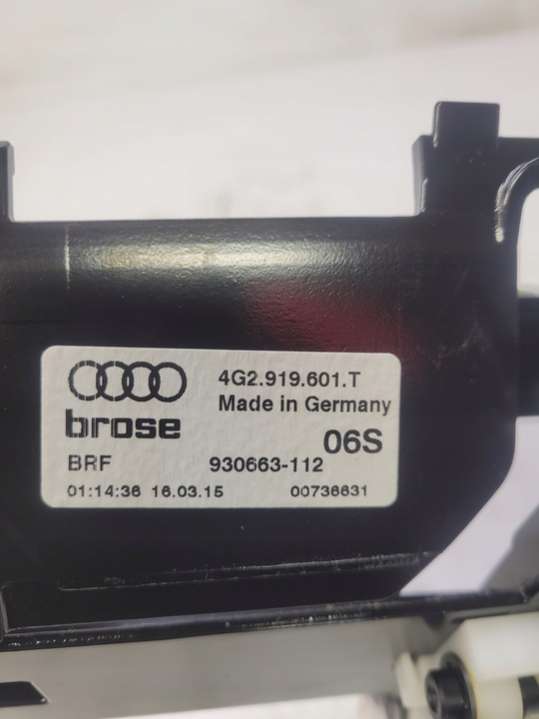 4G2.919.601.T
Made in Germany
brose
06S
BRF 930663-112
01:14:36 16.03.15 00736631